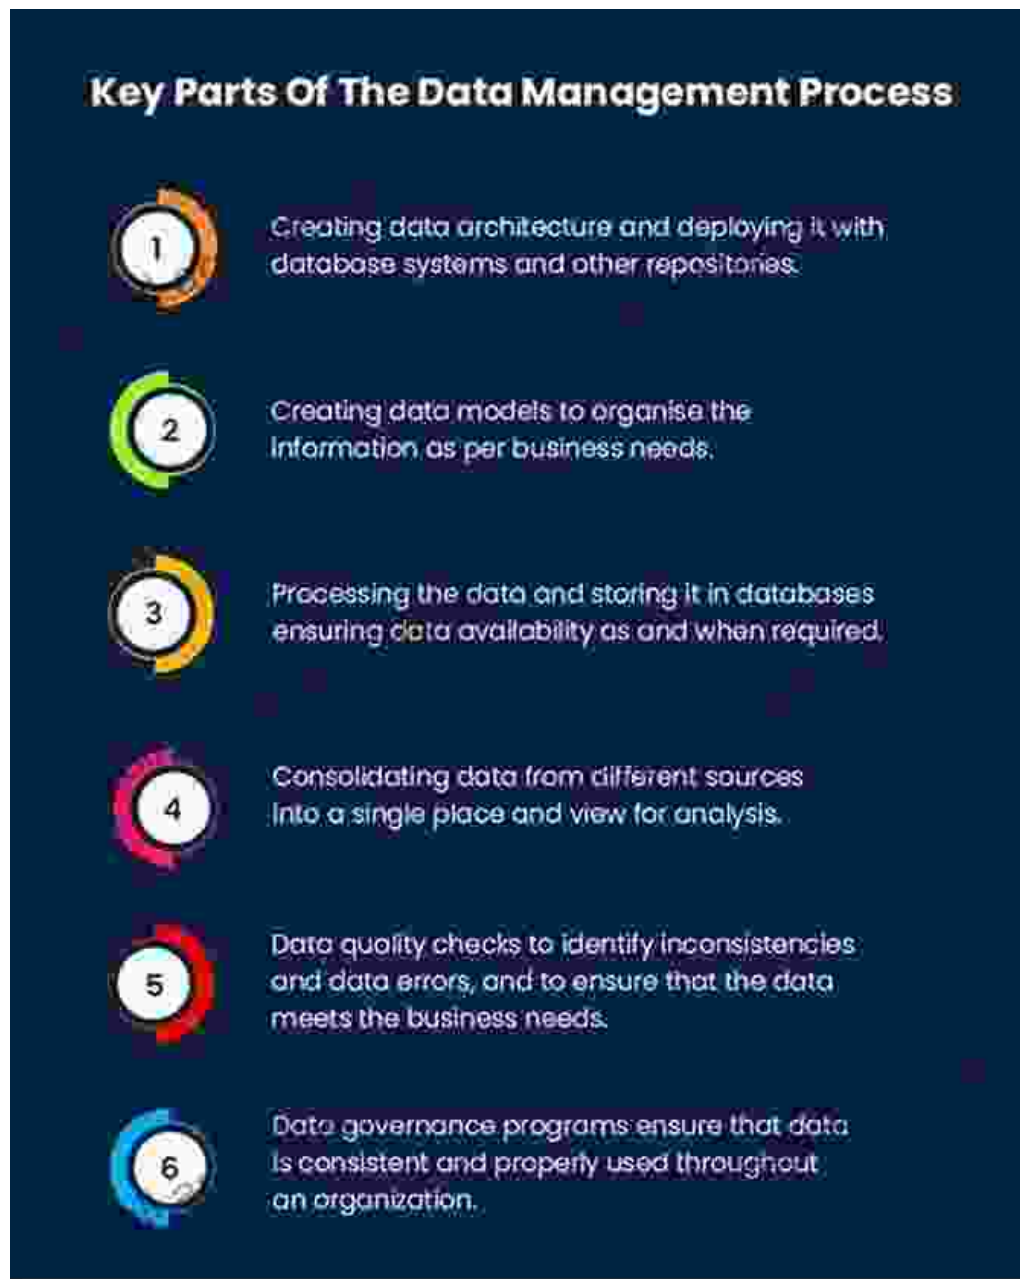 Key Parts Of The Data Management Process
1
Creating data architecture and deploying it with
database systems and other repositories.
2
Creating data models to organise the
information as per business needs.
3
Processing the data and storing it in databases
ensuring data availability as and when required.
4
Consolidating data from different sources
into a single place and view for analysis.
5
Data quality checks to identify inconsistencies
and data errors, and to ensure that the data
meets the business needs.
6
Data governance programs ensure that data
is consistent and properly used throughout
an organization.